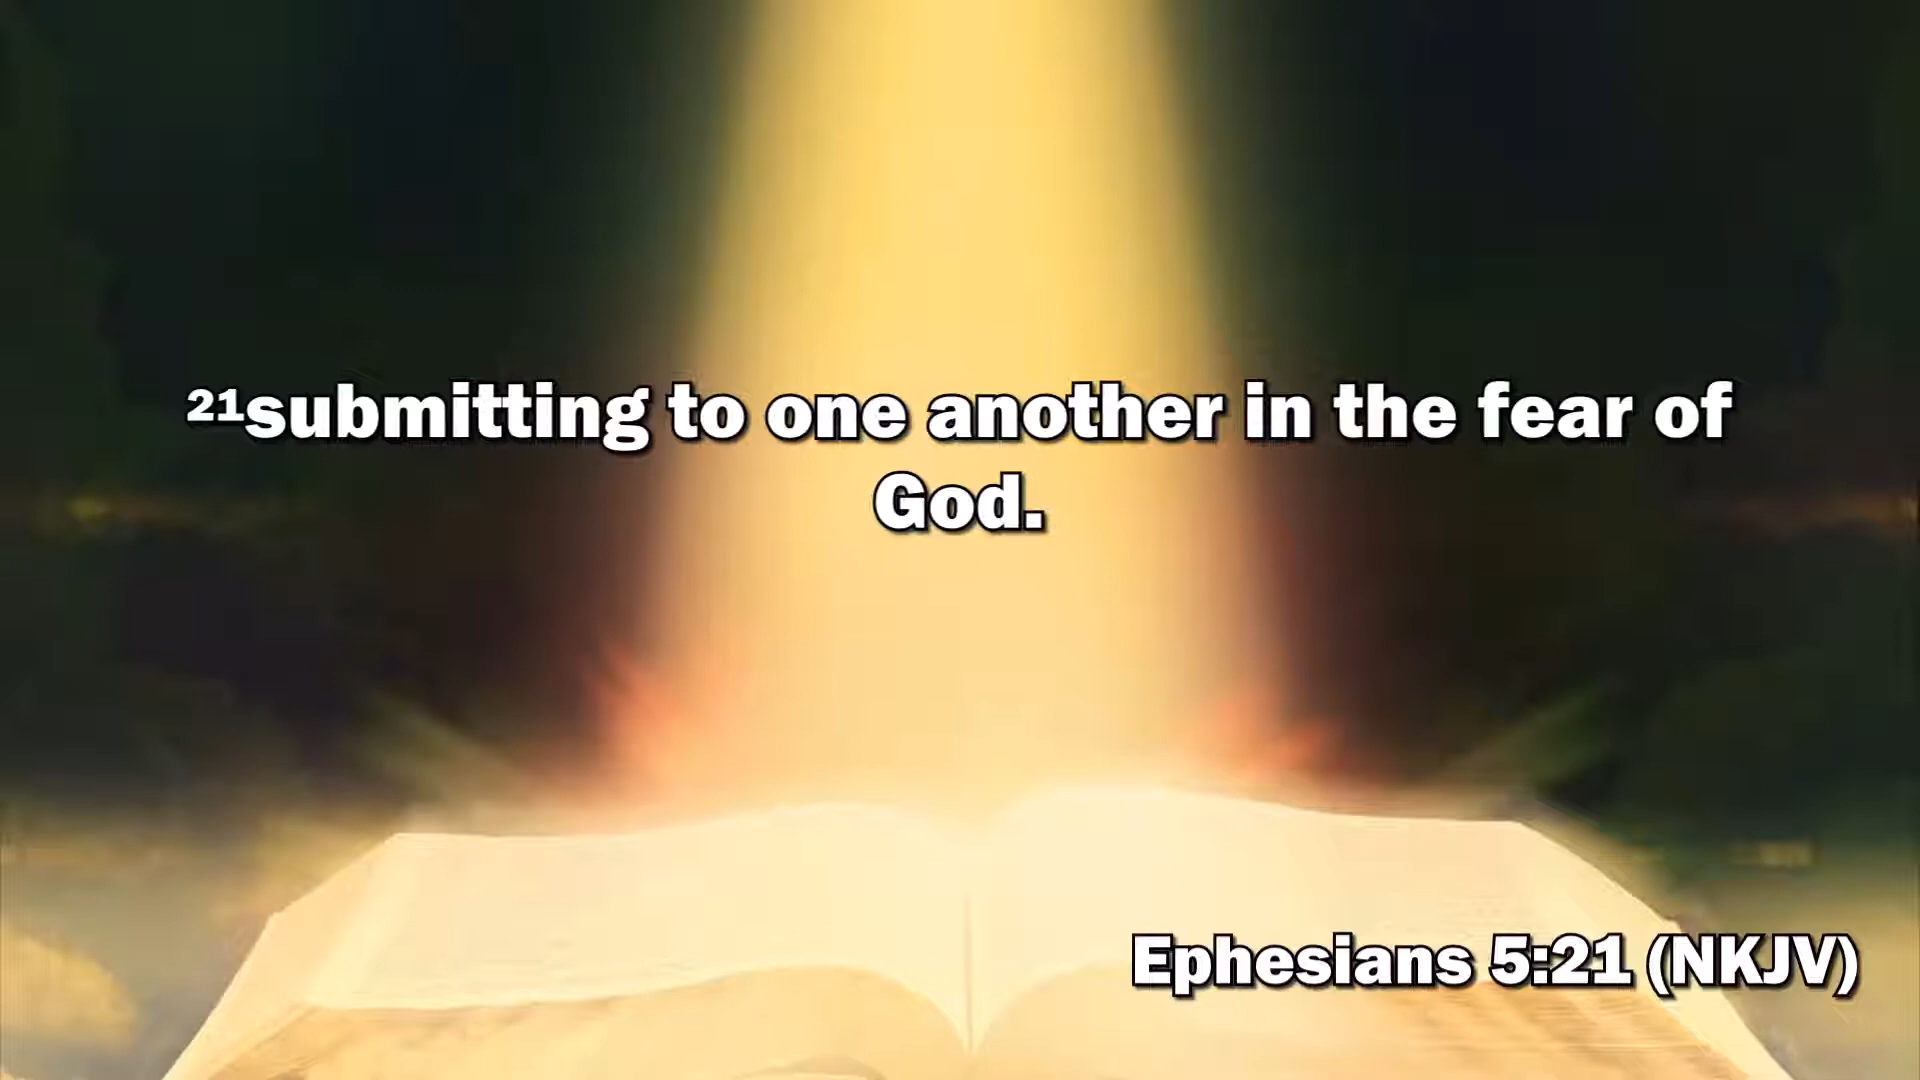 ²¹submitting to one another in the fear of
God.
Ephesians 5:21 (NKJV)